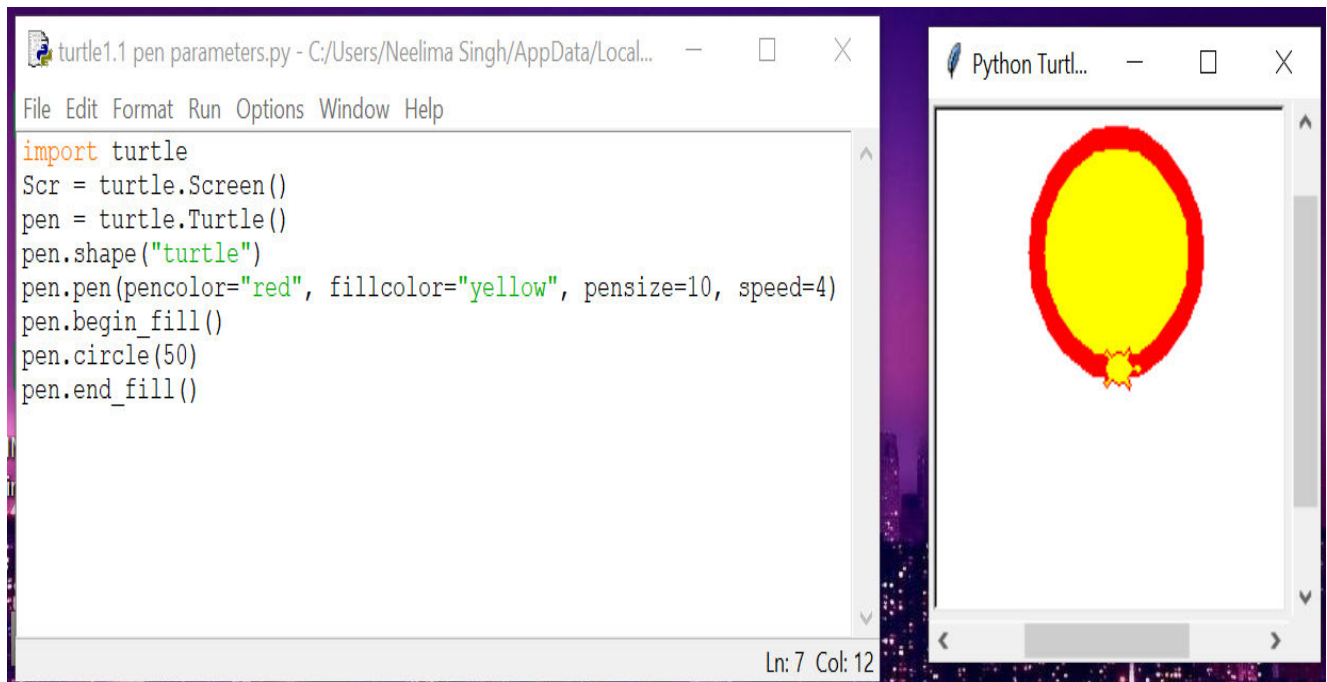 turtle1.1 pen parameters.py - C:/Users/Neelima Singh/AppData/Local...
File Edit Format Run Options Window Help
import turtle
Scr = turtle.Screen()
pen = turtle.Turtle()
pen.shape("turtle")
pen.pen(pencolor="red", fillcolor="yellow", pensize=10, speed=4)
pen.begin_fill()
pen.circle(50)
pen.end_fill()
Ln: 7 Col: 12
Python Turtl...